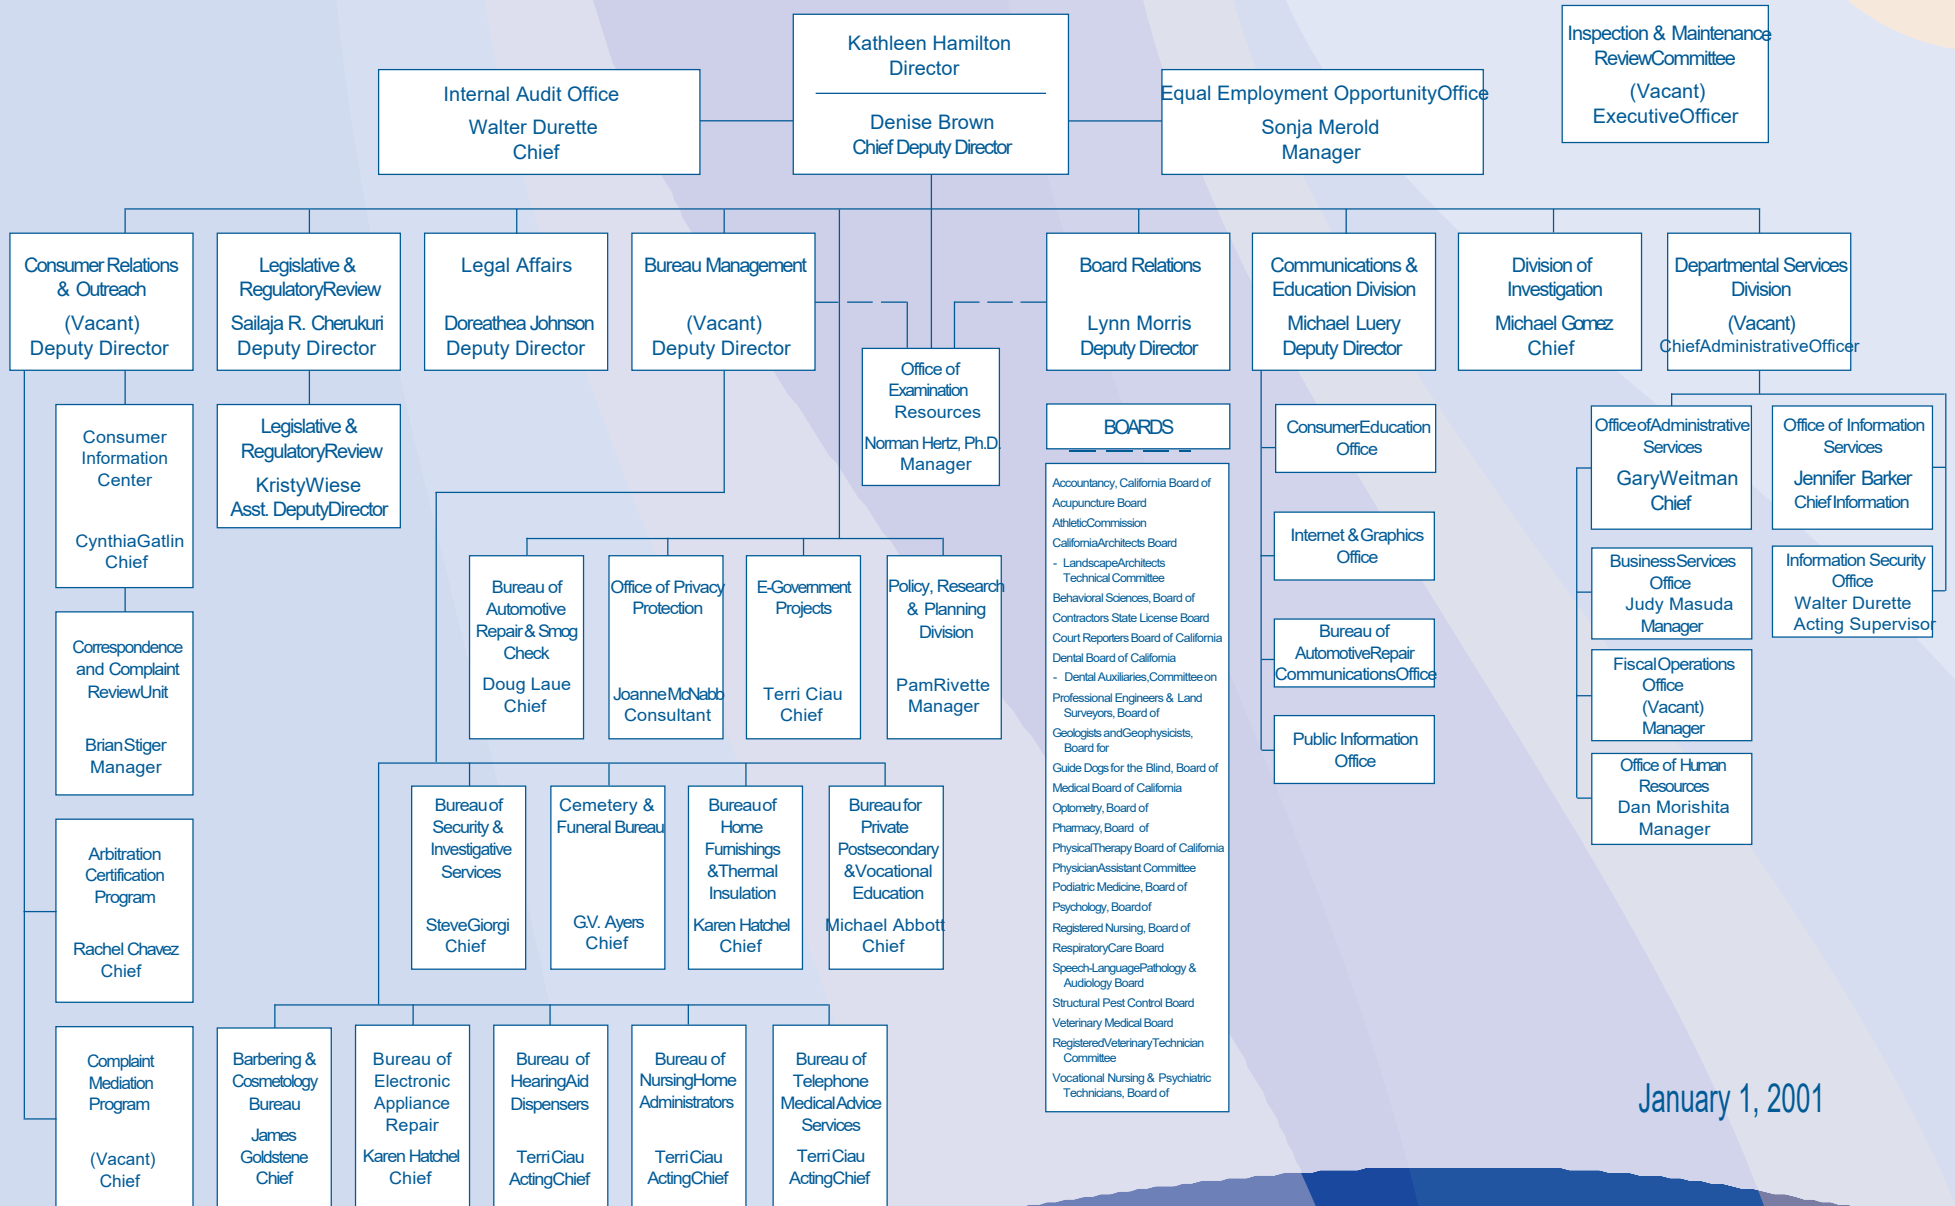 Kathleen Hamilton
Director
Denise Brown
Chief Deputy Director
Internal Audit Office
Walter Durette
Chief
Equal Employment OpportunityOffice
Sonja Merold
Manager
Inspection & Maintenance
ReviewCommittee
(Vacant)
ExecutiveOfficer
Consumer Relations
& Outreach
(Vacant)
Deputy Director
Legislative &
RegulatoryReview
Sailaja R. Cherukuri
Deputy Director
Legal Affairs
Doreathea Johnson
Deputy Director
Bureau Management
(Vacant)
Deputy Director
Office of
Examination
Resources
Norman Hertz, Ph.D.
Manager
Board Relations
Lynn Morris
Deputy Director
Communications &
Education Division
Michael Luery
Deputy Director
Division of
Investigation
Michael Gomez
Chief
Departmental Services
Division
(Vacant)
ChiefAdministrativeOfficer
Consumer
Information
Center
CynthiaGatlin
Chief
Legislative &
RegulatoryReview
KristyWiese
Asst. DeputyDirector
Correspondence
and Complaint
ReviewUnit
BrianStiger
Manager
Arbitration
Certification
Program
Rachel Chavez
Chief
Complaint
Mediation
Program
(Vacant)
Chief
Bureau of
Automotive
Repair & Smog
Check
Doug Laue
Chief
Office of Privacy
Protection
JoanneMcNabb
Consultant
E-Government
Projects
Terri Ciau
Chief
Policy, Research
& Planning
Division
PamRivette
Manager
Bureau of
Security &
Investigative
Services
SteveGiorgi
Chief
Cemetery &
Funeral Bureau
G.V. Ayers
Chief
Bureau of
Home
Furnishings
&Thermal
Insulation
Karen Hatchel
Chief
Bureau for
Private
Postsecondary
&Vocational
Education
Michael Abbott
Chief
Barbering &
Cosmetology
Bureau
James
Goldstene
Chief
Bureau of
Electronic
Appliance
Repair
Karen Hatchel
Chief
Bureau of
HearingAid
Dispensers
TerriCiau
ActingChief
Bureau of
NursingHome
Administrators
TerriCiau
ActingChief
Bureau of
Telephone
MedicalAdvice
Services
TerriCiau
ActingChief
BOARDS
Accountancy, California Board of
Acupuncture Board
AthleticCommission
CaliforniaArchitects Board
- LandscapeArchitects
Technical Committee
Behavioral Sciences, Board of
Contractors State License Board
Court Reporters Board of California
Dental Board of California
- Dental Auxiliaries,Committee on
Professional Engineers & Land
Surveyors, Board of
Geologists andGeophysicists,
Board for
Guide Dogs for the Blind, Board of
Medical Board of California
Optometry, Board of
Pharmacy, Board of
PhysicalTherapy Board of California
PhysicianAssistant Committee
Podiatric Medicine, Board of
Psychology, Board of
Registered Nursing, Board of
RespiratoryCare Board
Speech-LanguagePathology &
Audiology Board
Structural Pest Control Board
Veterinary Medical Board
RegisteredVeterinaryTechnician
Committee
Vocational Nursing & Psychiatric
Technicians, Board of
ConsumerEducation
Office
Internet & Graphics
Office
Bureau of
AutomotiveRepair
CommunicationsOffice
Public Information
Office
Office of Administrative
Services
GaryWeitman
Chief
BusinessServices
Office
Judy Masuda
Manager
FiscalOperations
Office
(Vacant)
Manager
Office of Human
Resources
Dan Morishita
Manager
Office of Information
Services
Jennifer Barker
ChiefInformation
Information Security
Office
Walter Durette
Acting Supervisor
January 1, 2001